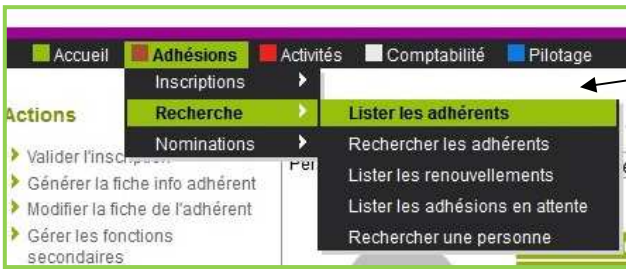 Accueil Adhésions Activités Comptabilité Pilotage
Inscriptions
Actions Recherche Lister les adhérents
Nominations Rechercher les adhérents
Valider l'inscription
Générer la fiche info adhérent Lister les renouvellements
Modifier la fiche de l'adhérent Lister les adhésions en attente
Gérer les fonctions Rechercher une personne
secondaires